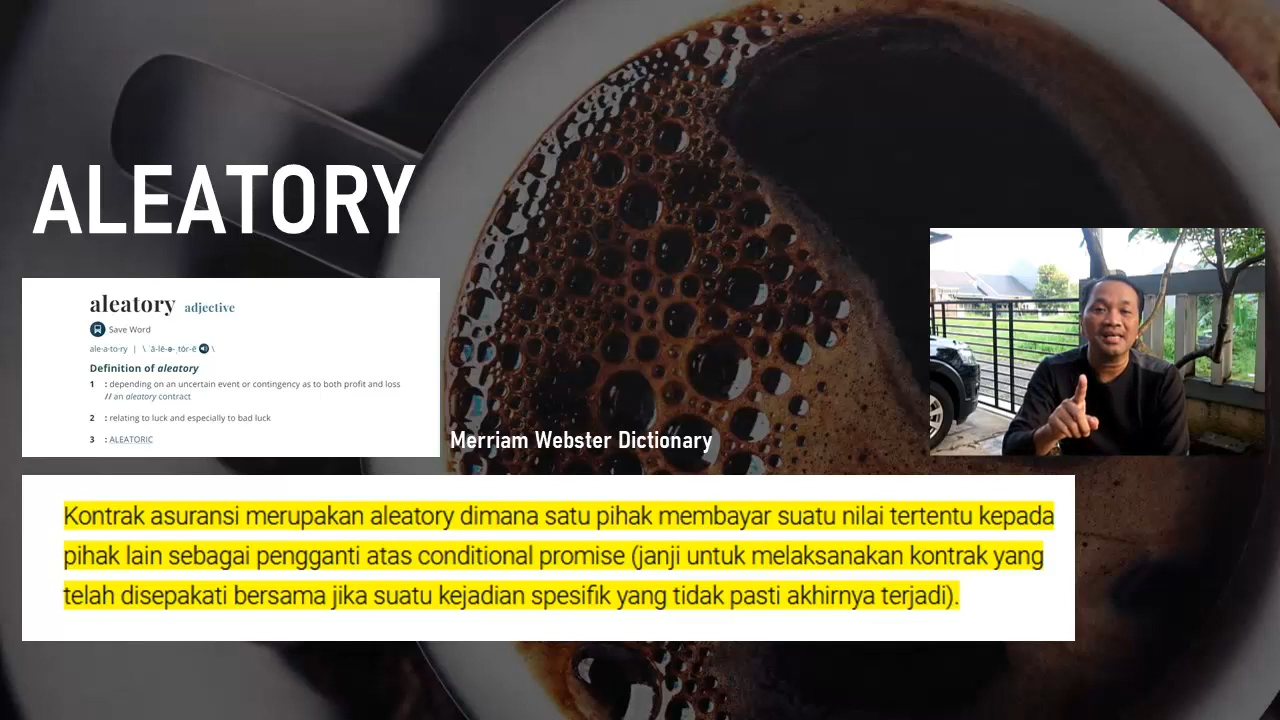 ALEATORY
aleatory adjective
Save Word
ale·a·to·ry | \ ˈā-lē-ə-ˌtȯr-ē \
Definition of aleatory
1 : depending on an uncertain event or contingency as to both profit and loss
// an aleatory contract
2 : relating to luck and especially to bad luck
3 : ALEATORIC
Merriam Webster Dictionary
Kontrak asuransi merupakan aleatory dimana satu pihak membayar suatu nilai tertentu kepada
pihak lain sebagai pengganti atas conditional promise (janji untuk melaksanakan kontrak yang
telah disepakati bersama jika suatu kejadian spesifik yang tidak pasti akhirnya terjadi).